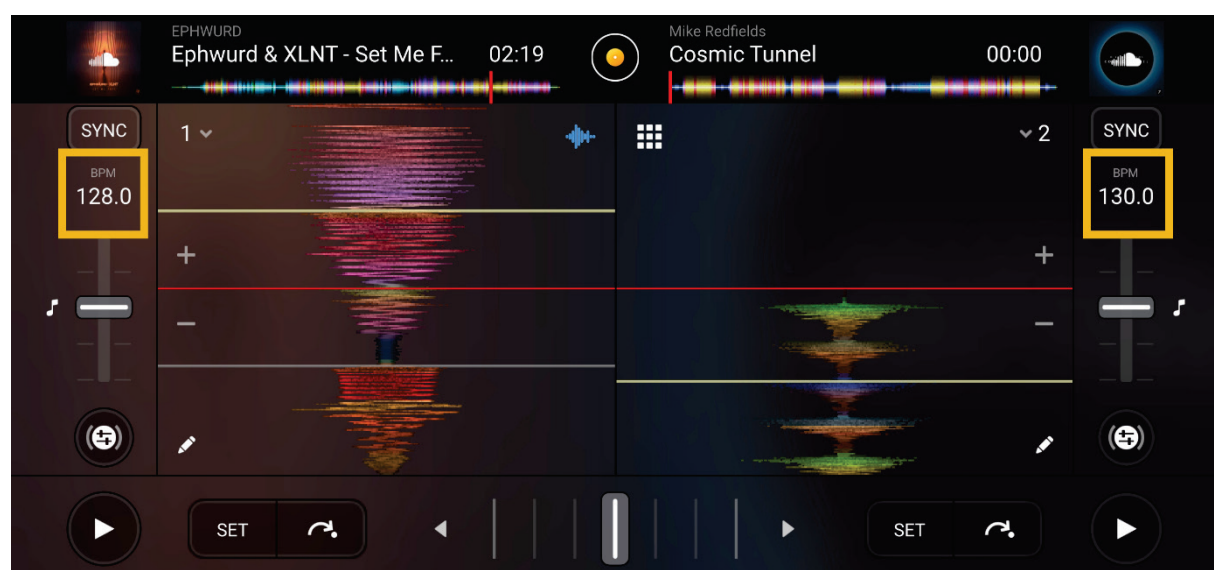 EPHWURD
Ephwurd & XLNT - Set Me F... 02:19
Mike Redfields
Cosmic Tunnel 00:00
SYNC
1
2
SYNC
BPM
128.0
BPM
130.0
SET
SET